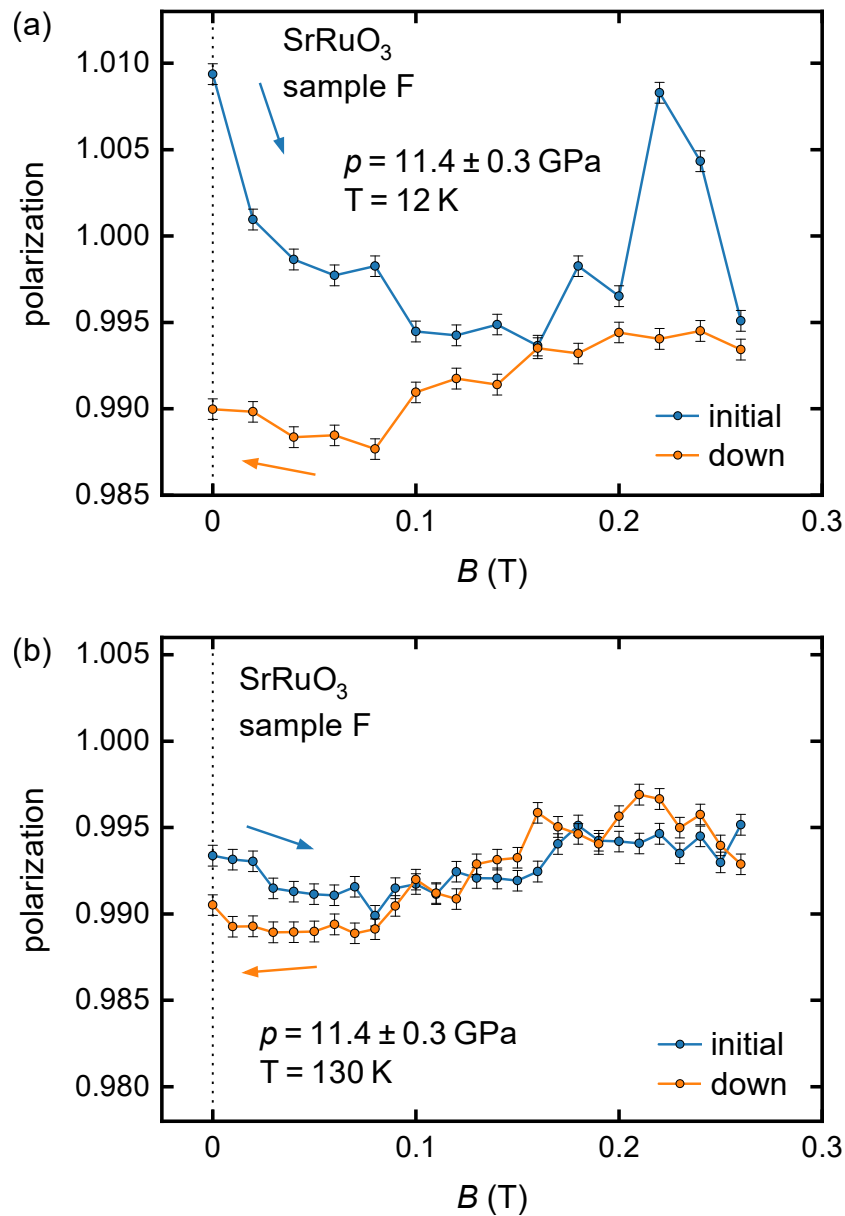 (a)
SrRuO₃
sample F
p = 11.4 ± 0.3 GPa
T = 12 K
polarization
1.010
1.005
1.000
0.995
0.990
0.985
initial
down
0
0.1
0.2
0.3
B (T)
(b)
SrRuO₃
sample F
polarization
1.005
1.000
0.995
0.990
0.985
0.980
p = 11.4 ± 0.3 GPa
T = 130 K
initial
down
0
0.1
0.2
0.3
B (T)